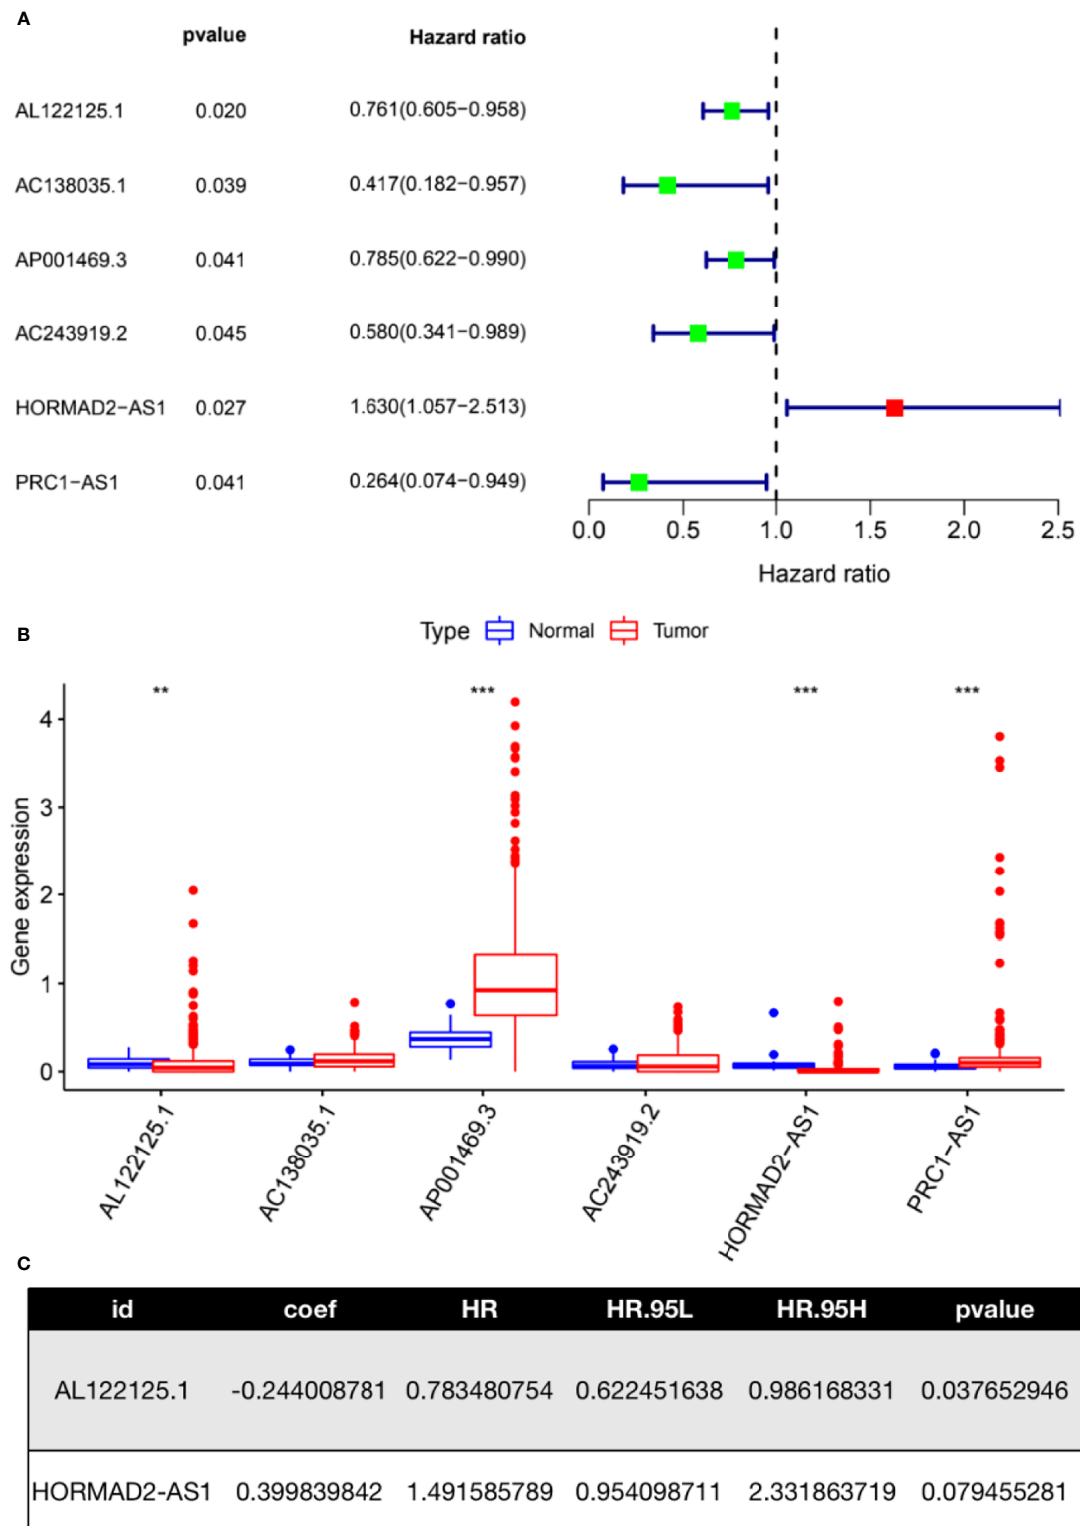 A
pvalue Hazard ratio
AL122125.1 0.020 0.761(0.605−0.958)
AC138035.1 0.039 0.417(0.182−0.957)
AP001469.3 0.041 0.785(0.622−0.990)
AC243919.2 0.045 0.580(0.341−0.989)
HORMAD2−AS1 0.027 1.630(1.057−2.513)
PRC1−AS1 0.041 0.264(0.074−0.949)
0.0 0.5 1.0 1.5 2.0 2.5
Hazard ratio
B
Type Normal Tumor
** *** *** ***
4
3
2
1
0
Gene expression
AL122125.1
AC138035.1
AP001469.3
AC243919.2
HORMAD2−AS1
PRC1−AS1
C
id coef HR HR.95L HR.95H pvalue
AL122125.1 -0.244008781 0.783480754 0.622451638 0.986168331 0.037652946
HORMAD2-AS1 0.399839842 1.491585789 0.954098711 2.331863719 0.079455281